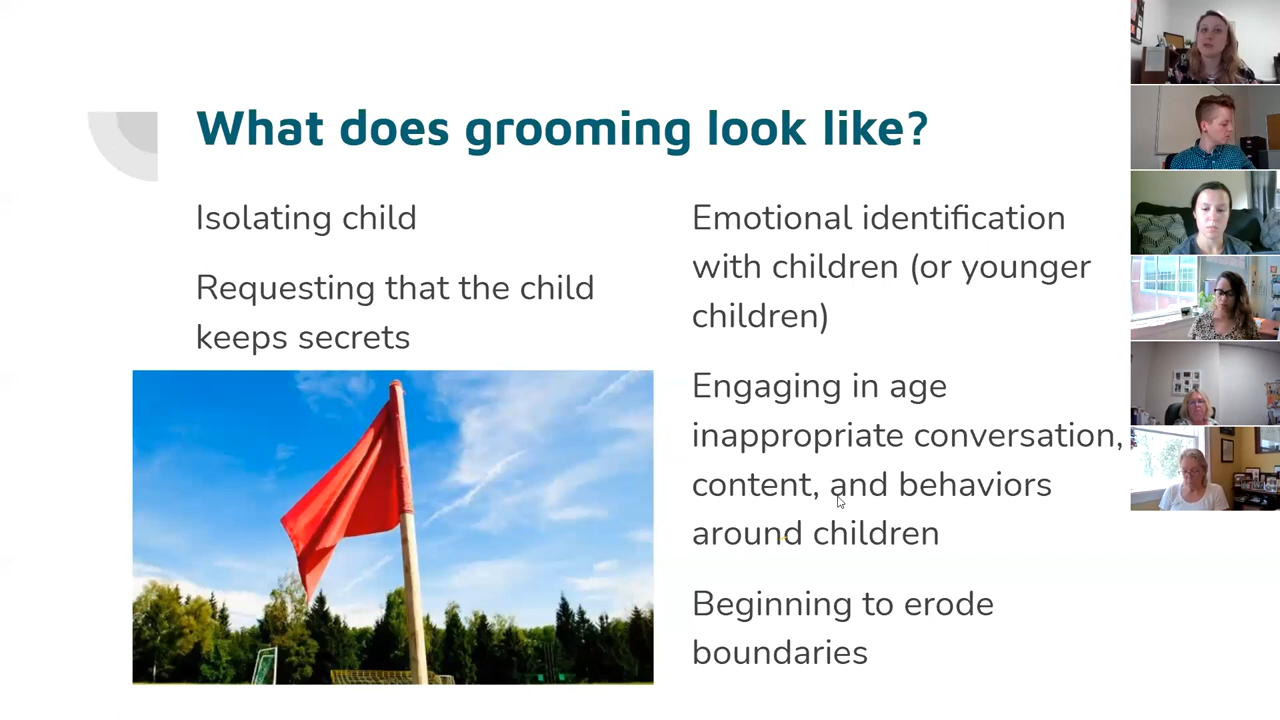 What does grooming look like?
Isolating child
Requesting that the child
keeps secrets
Emotional identification
with children (or younger
children)
Engaging in age
inappropriate conversation,
content, and behaviors
around children
Beginning to erode
boundaries